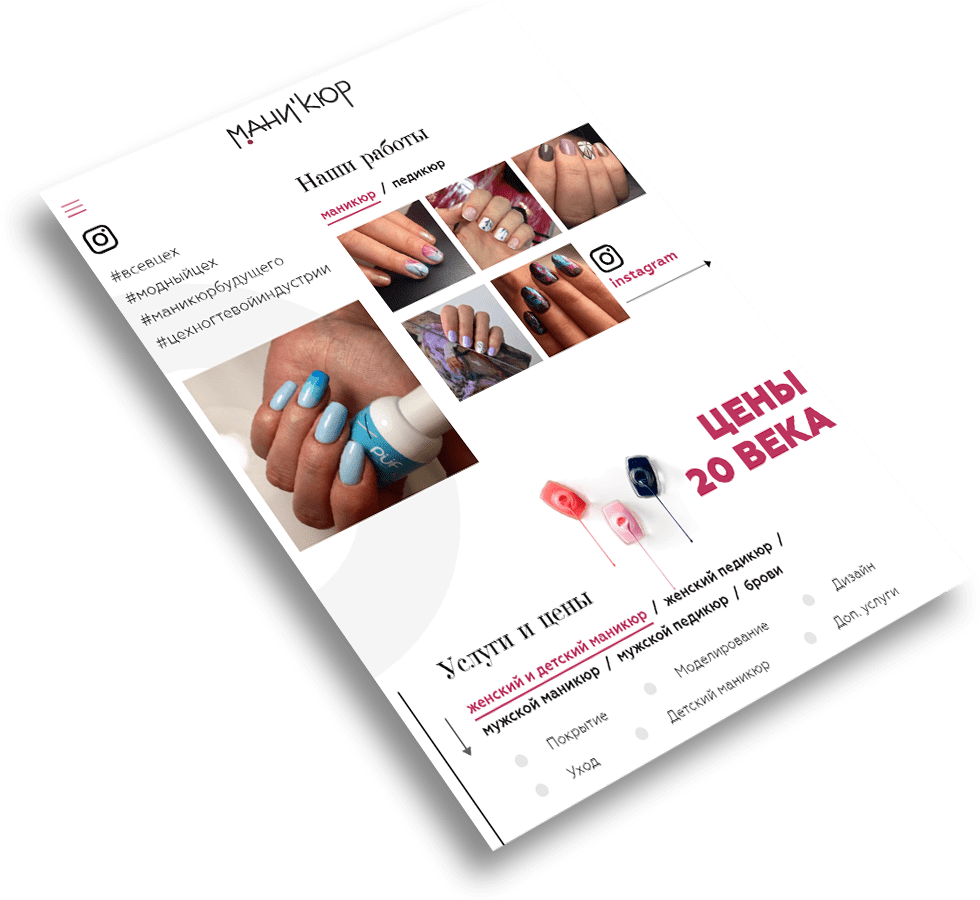 МАНИ'КЮР
Наши работы
маникюр / педикюр
#всевцех
#модныйцех
#маникюрбудущего
#цехногтевойиндустрии
instagram
PUF
ЦЕНЫ
20 ВЕКА
Услуги и цены
женский и детский маникюр / женский педикюр /
мужской маникюр / мужской педикюр / брови
Покрытие
Моделирование
Дизайн
Уход
Детский маникюр
Доп. услуги